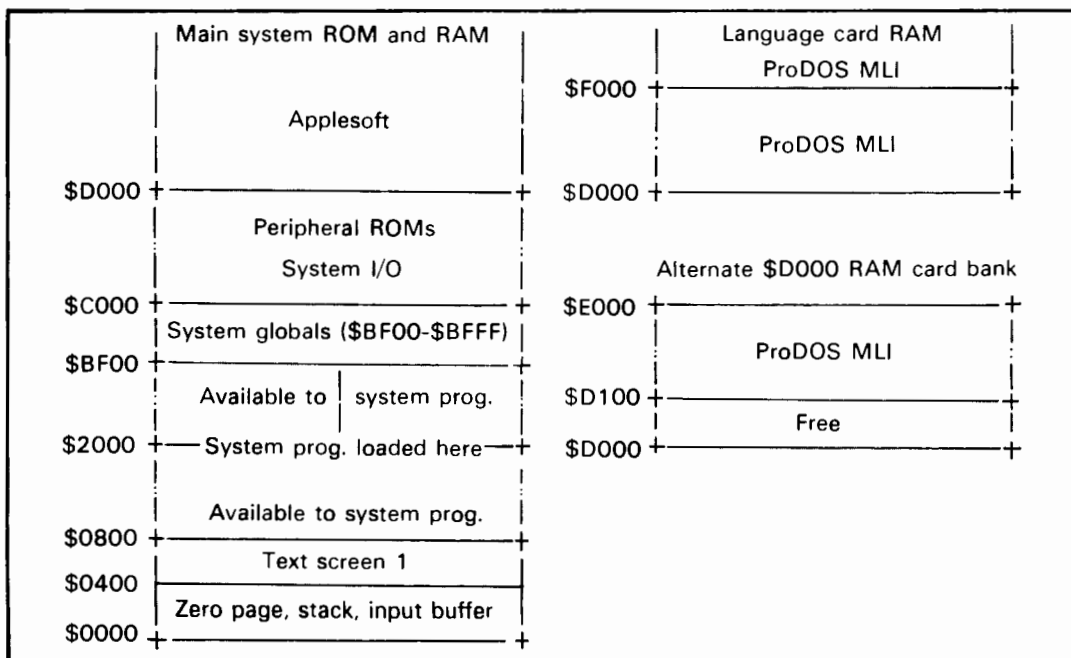 Main system ROM and RAM
Applesoft
$D000
Peripheral ROMs
System I/O
$C000
System globals ($BF00-$BFFF)
$BF00
Available to system prog.
$2000
System prog. loaded here
Available to system prog.
$0800
Text screen 1
$0400
Zero page, stack, input buffer
$0000
Language card RAM
ProDOS MLI
$F000
ProDOS MLI
$D000
Alternate $D000 RAM card bank
$E000
ProDOS MLI
$D100
Free
$D000